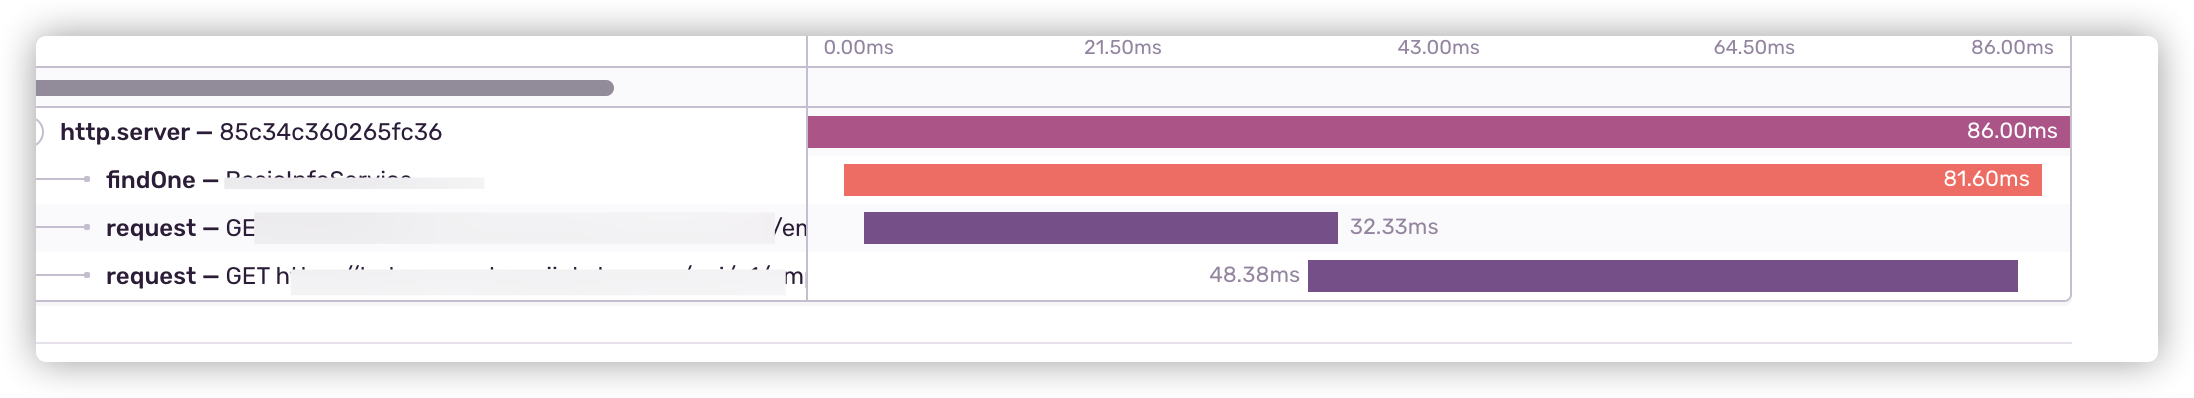 0.00ms 21.50ms 43.00ms 64.50ms 86.00ms
http.server — 85c34c360265fc36 86.00ms
findOne — BasicInfoService 81.60ms
request — GE /en 32.33ms
request — GET h 48.38ms